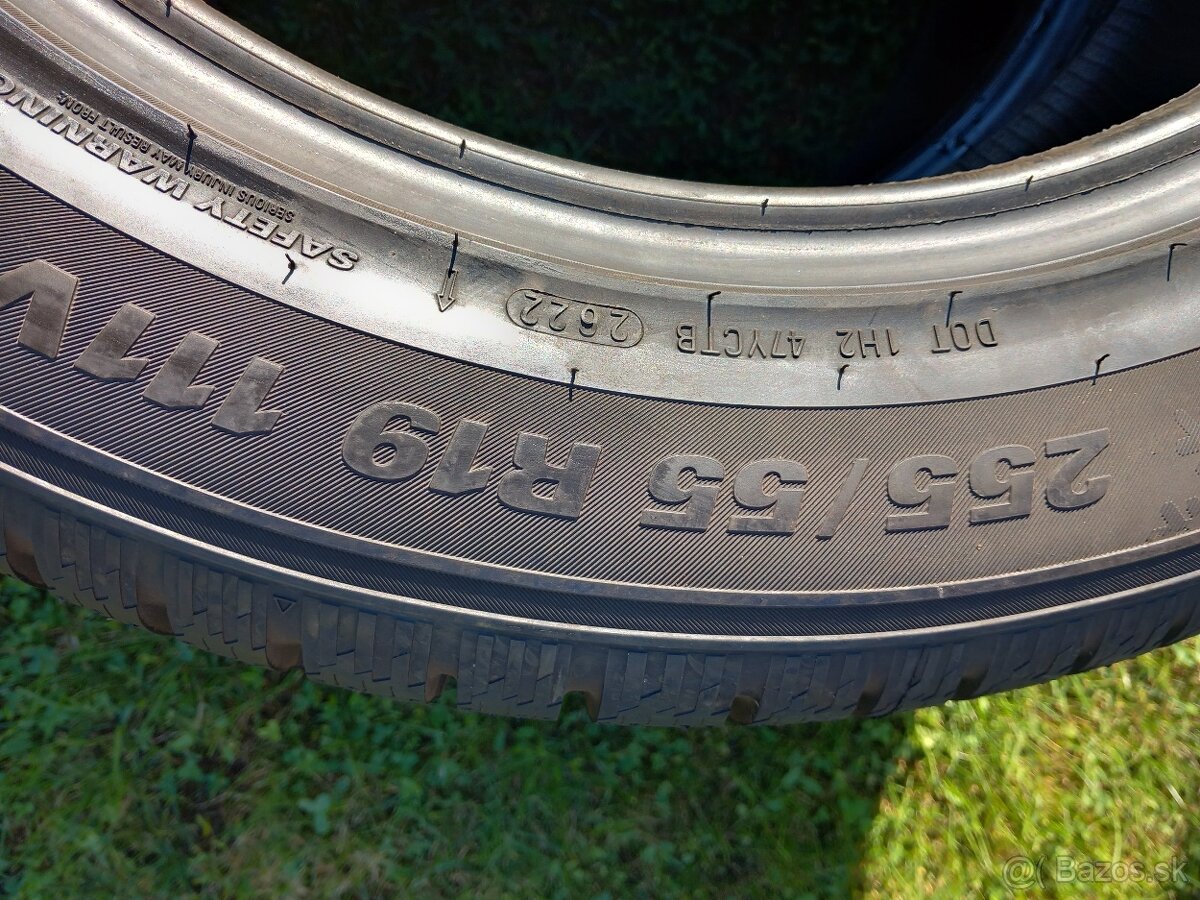 255/55 R19 111V
DOT 1H2 47YCTB 2622
SAFETY WARNING
SERIOUS INJURY MAY RESULT FROM:
@( Bazos.sk